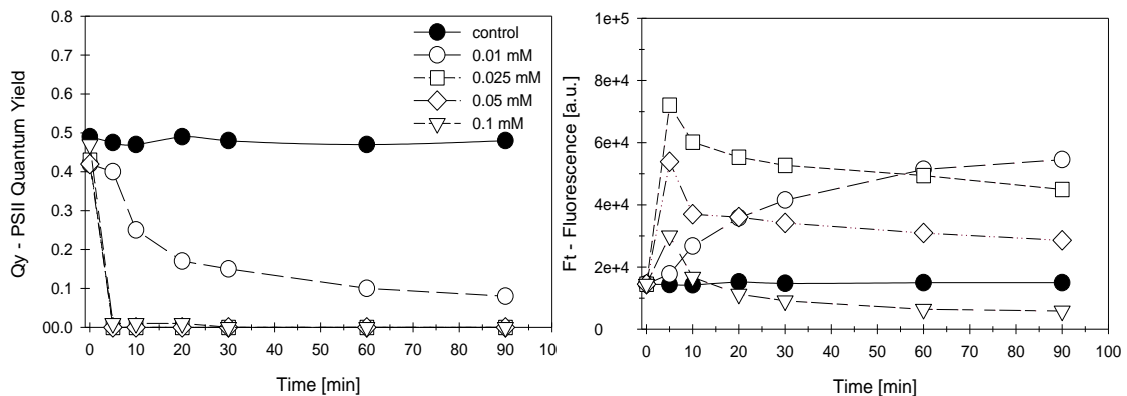 0.8
0.7
0.6
0.5
0.4
0.3
0.2
0.1
00.0
0 10 20 30 40 50 60 70 80 90 10
Qy - PSII Quantum Yield
Time [min]
control
0.01 mM
0.025 mM
0.05 mM
0.1 mM
1e+5
8e+4
6e+4
4e+4
2e+4
0
0 10 20 30 40 50 60 70 80 90 100
Ft - Fluorescence [a.u.]
Time [min]